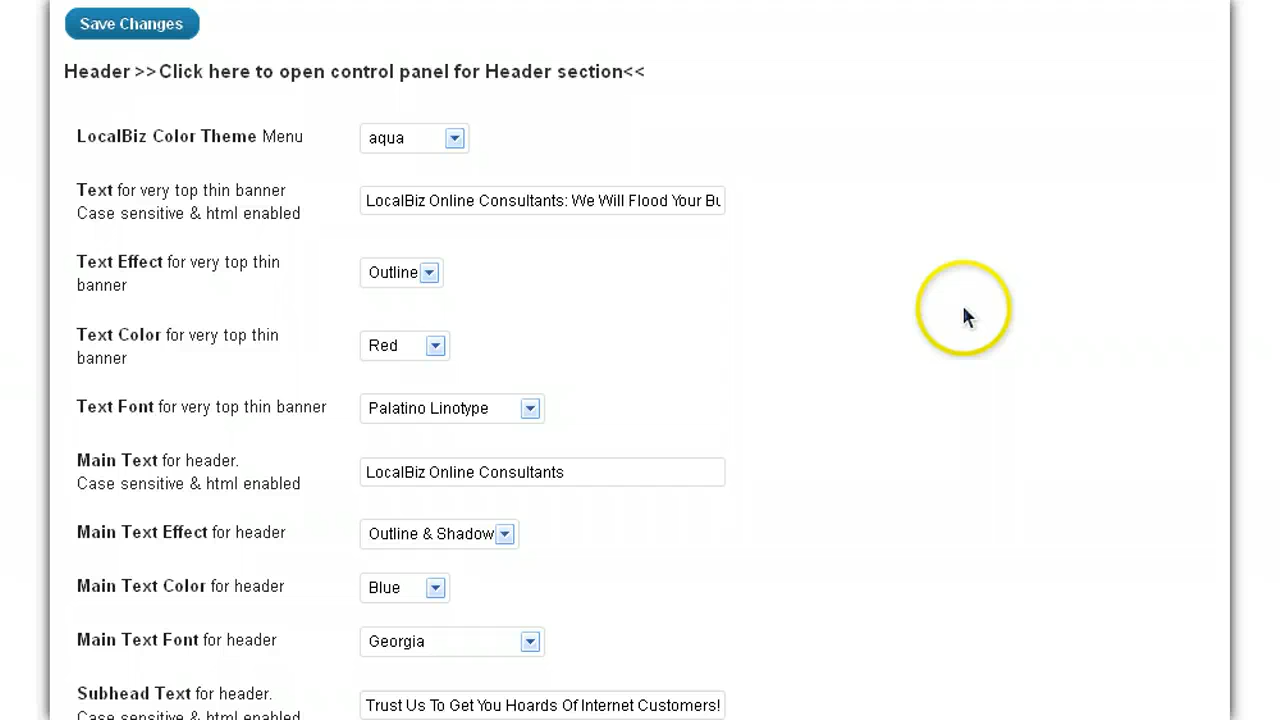 Save Changes
Header >>Click here to open control panel for Header section<<
LocalBiz Color Theme Menu
aqua
Text for very top thin banner
Case sensitive & html enabled
LocalBiz Online Consultants: We Will Flood Your Bu
Text Effect for very top thin
banner
Outline
Text Color for very top thin
banner
Red
Text Font for very top thin banner
Palatino Linotype
Main Text for header.
Case sensitive & html enabled
LocalBiz Online Consultants
Main Text Effect for header
Outline & Shadow
Main Text Color for header
Blue
Main Text Font for header
Georgia
Subhead Text for header.
Case sensitive & html enabled
Trust Us To Get You Hoards Of Internet Customers!